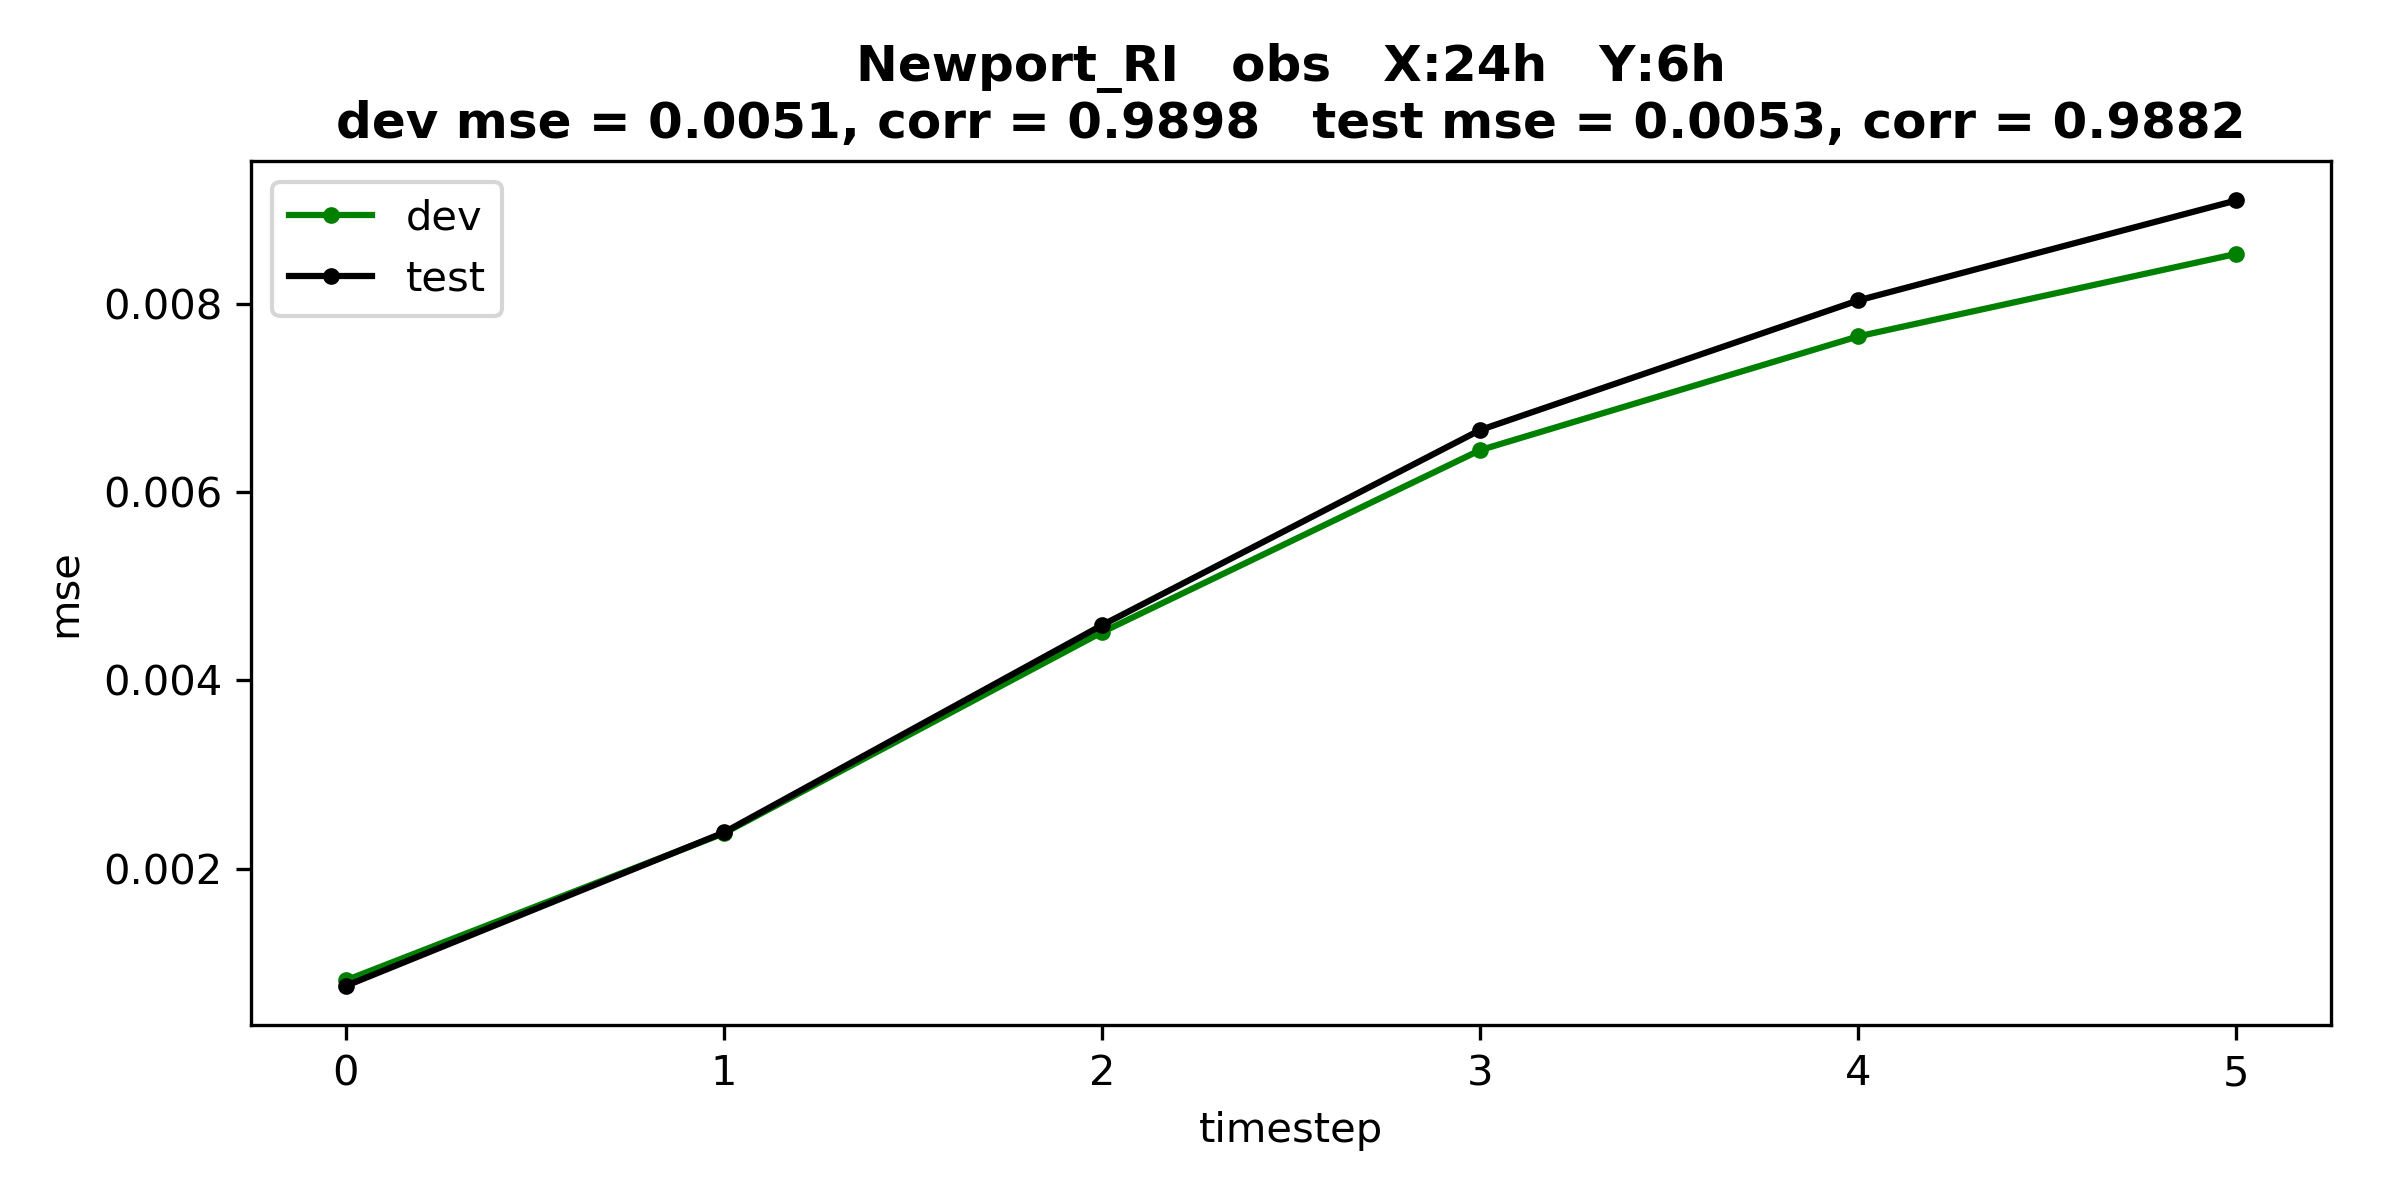 Newport_RI   obs   X:24h   Y:6h
dev mse = 0.0051, corr = 0.9898   test mse = 0.0053, corr = 0.9882
dev
test
0.008
0.006
0.004
0.002
mse
0 1 2 3 4 5
timestep